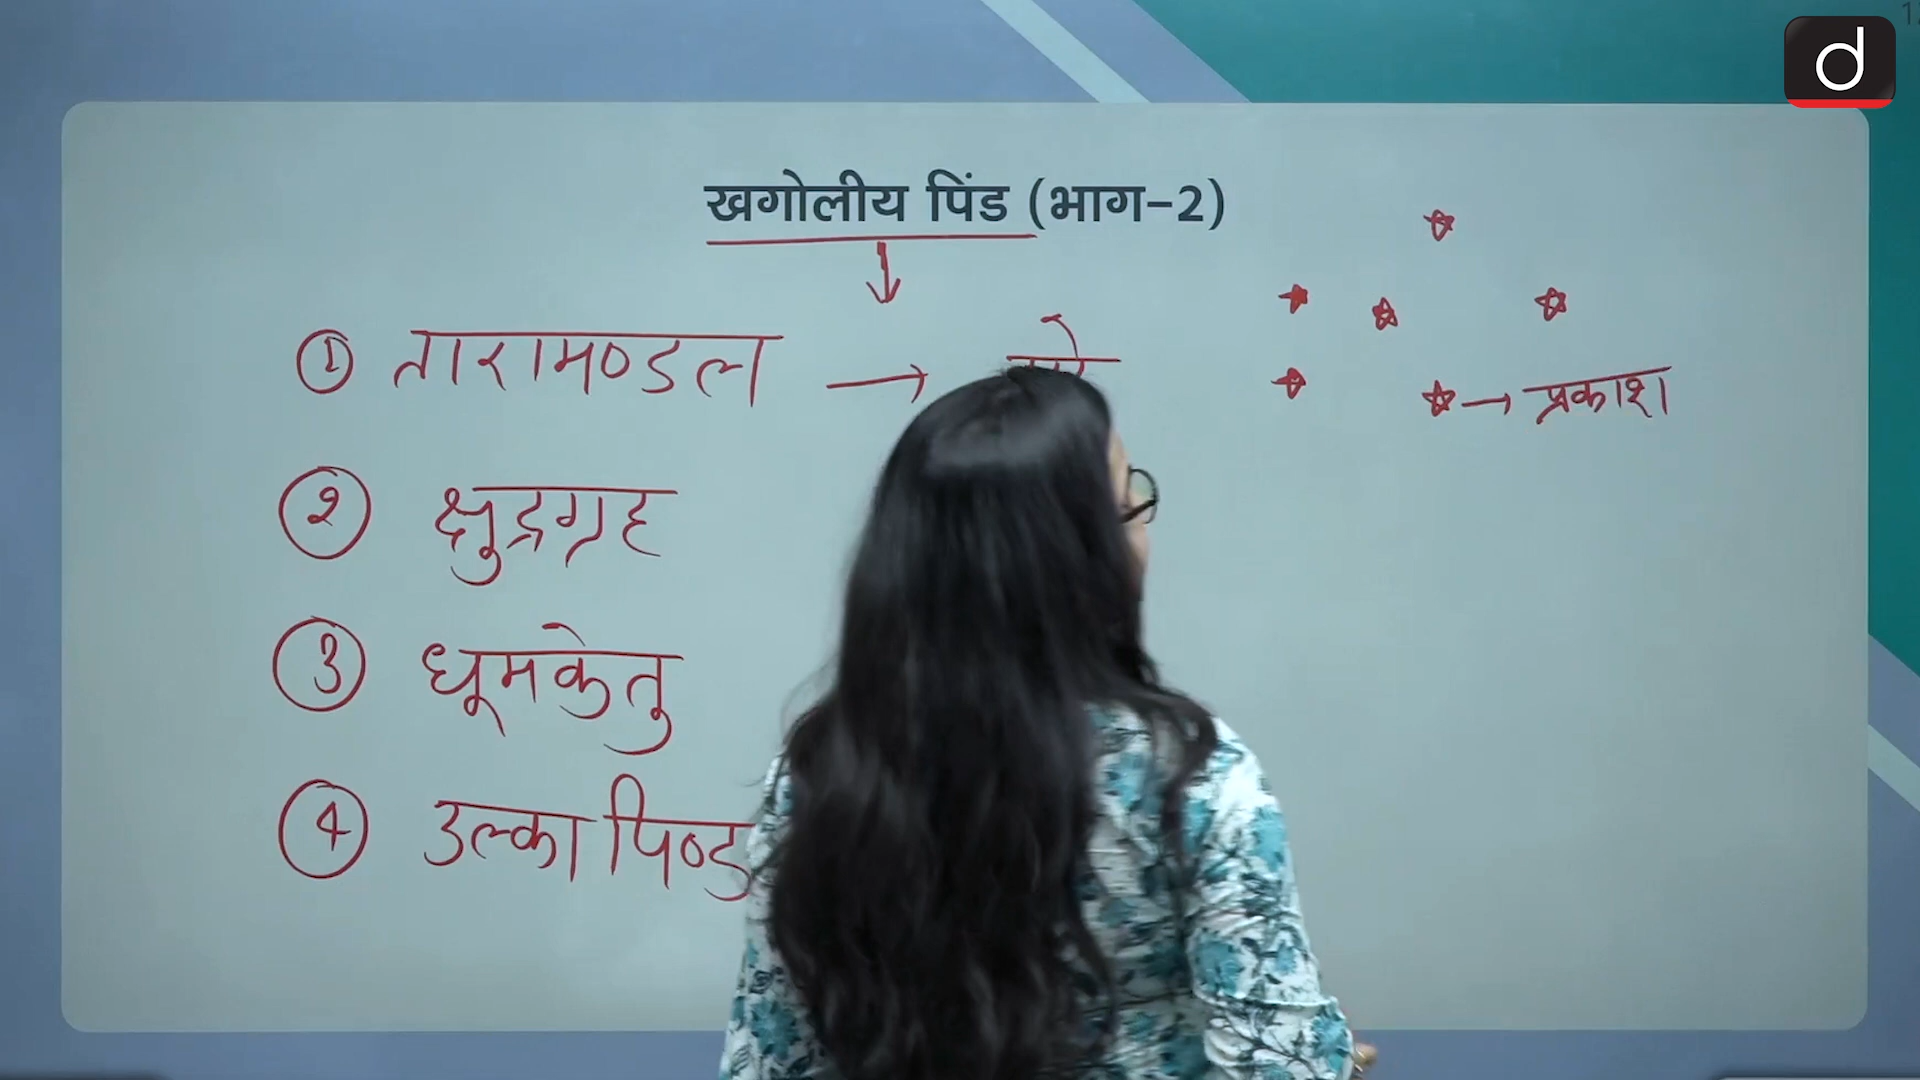 खगोलीय पिंड (भाग-2)
① तारामण्डल →
→ प्रकाश
② क्षुद्रग्रह
③ धूमकेतु
④ उल्का पिण्ड
d